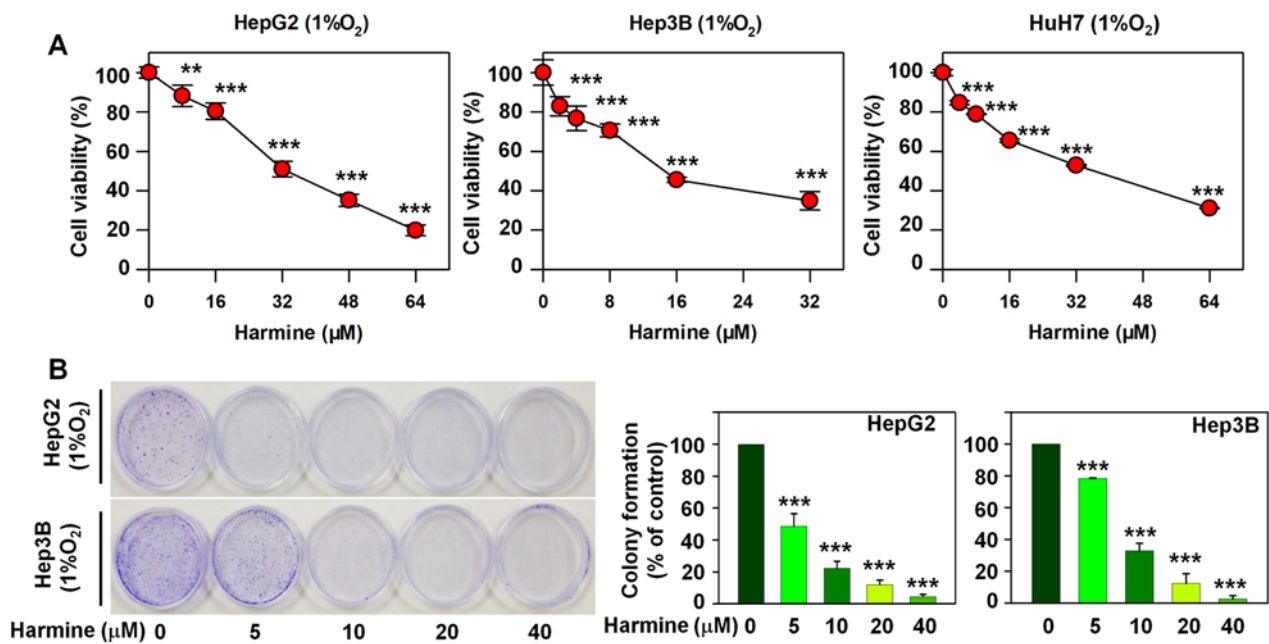 A
HepG2 (1%O₂)
Cell viability (%)
100
80
60
40
20
0
**
***
***
***
***
0 16 32 48 64
Harmine (µM)
Hep3B (1%O₂)
Cell viability (%)
100
80
60
40
20
0
***
***
***
***
***
0 8 16 24 32
Harmine (µM)
HuH7 (1%O₂)
Cell viability (%)
100
80
60
40
20
0
***
***
***
***
***
0 16 32 48 64
Harmine (µM)
B
HepG2
(1%O₂)
Hep3B
(1%O₂)
Harmine (µM) 0 5 10 20 40
Colony formation
(% of control)
HepG2
100
80
60
40
20
0
***
***
***
***
Harmine (µM) 0 5 10 20 40
Hep3B
100
80
60
40
20
0
***
***
***
***
0 5 10 20 40